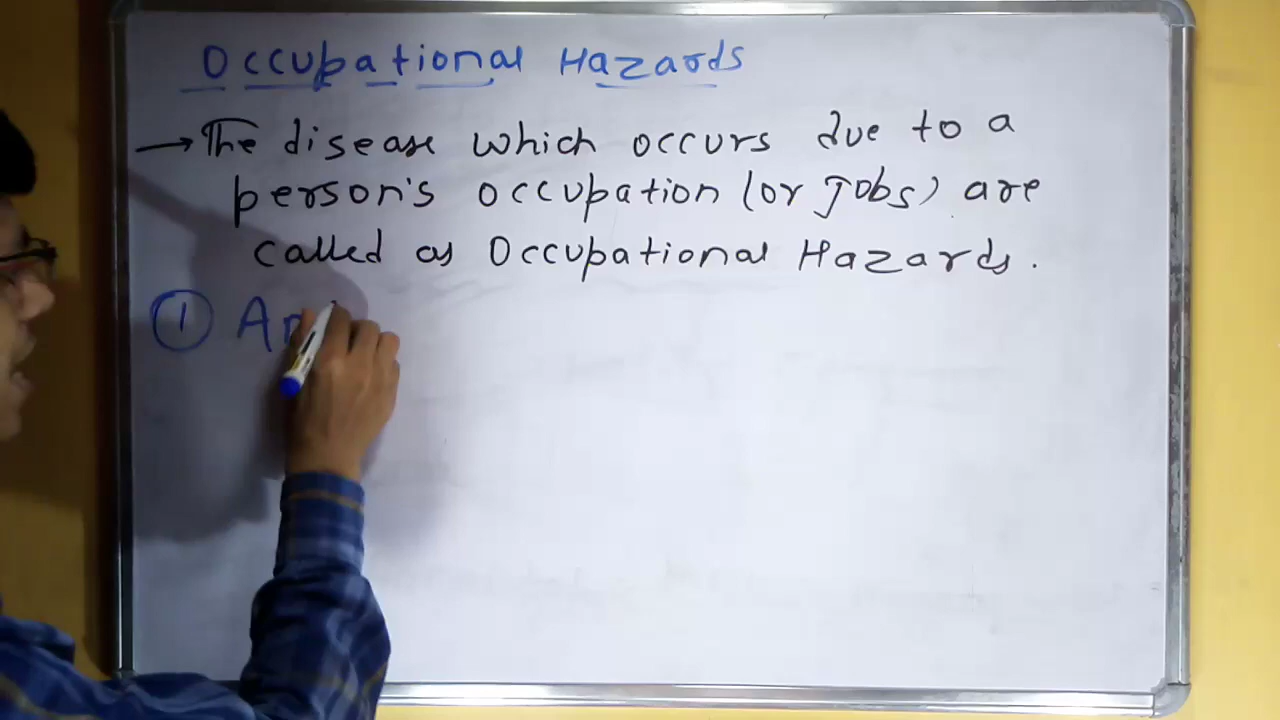 Occupational Hazards
→ The disease which occurs due to a
person's occupation (or Jobs) are
called as Occupational Hazards.
①